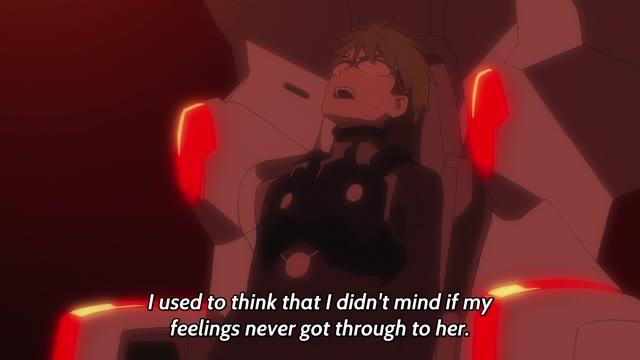 I used to think that I didn't mind if my
feelings never got through to her.